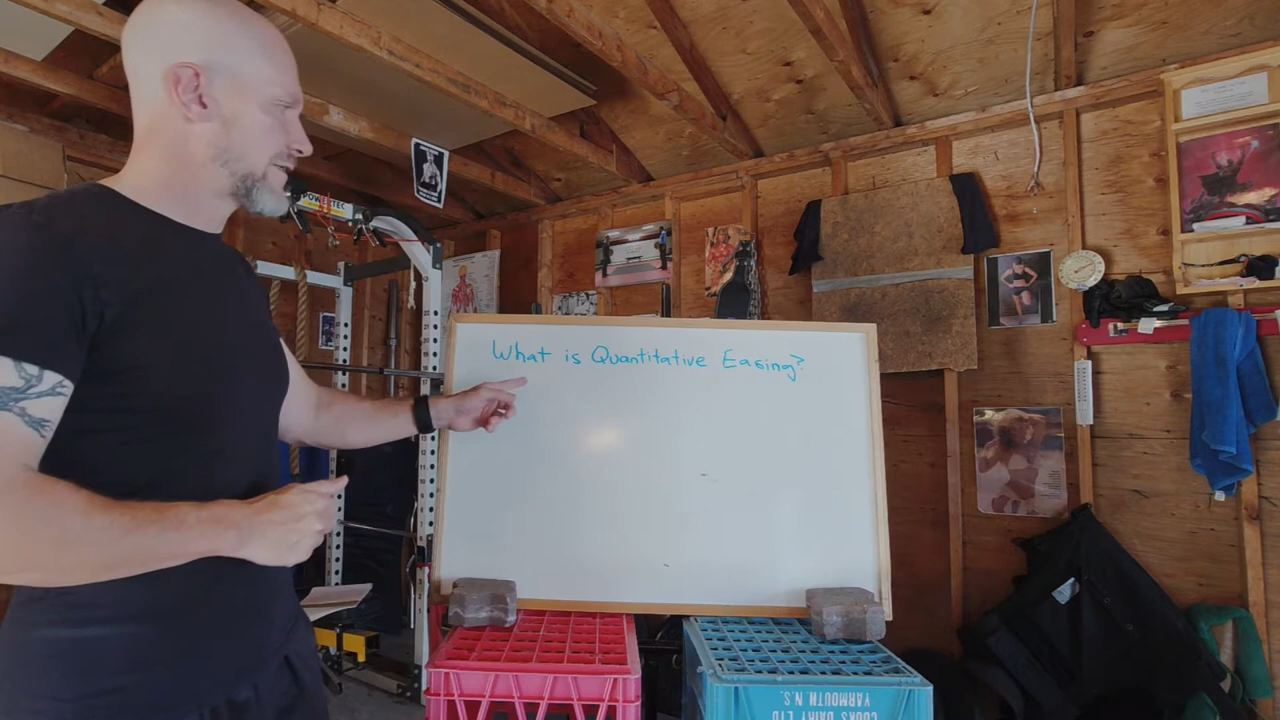 POWERTEC
What is Quantitative Easing?
COOKS DAIRY LTD
YARMOUTH, N.S.